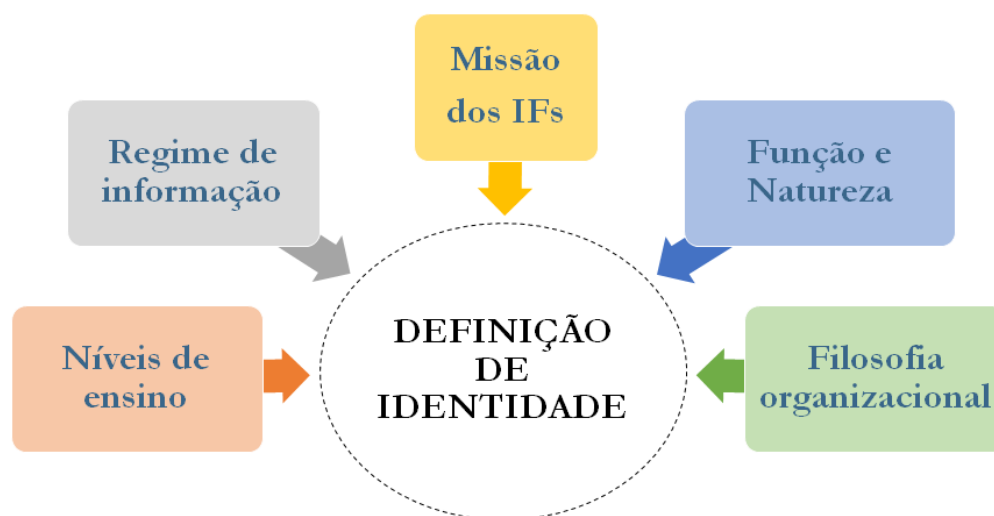 Missão
dos IFs
Regime de
informação
Função e
Natureza
Níveis de
ensino
DEFINIÇÃO
DE
IDENTIDADE
Filosofia
organizacional